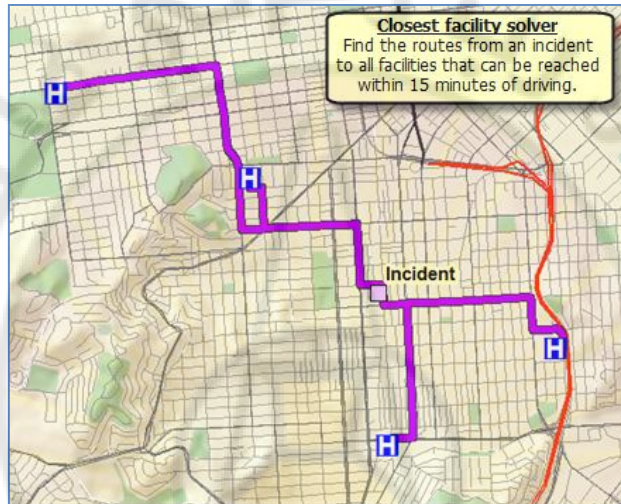 Closest facility solver
Find the routes from an incident
to all facilities that can be reached
within 15 minutes of driving.
H
H
Incident
H
H